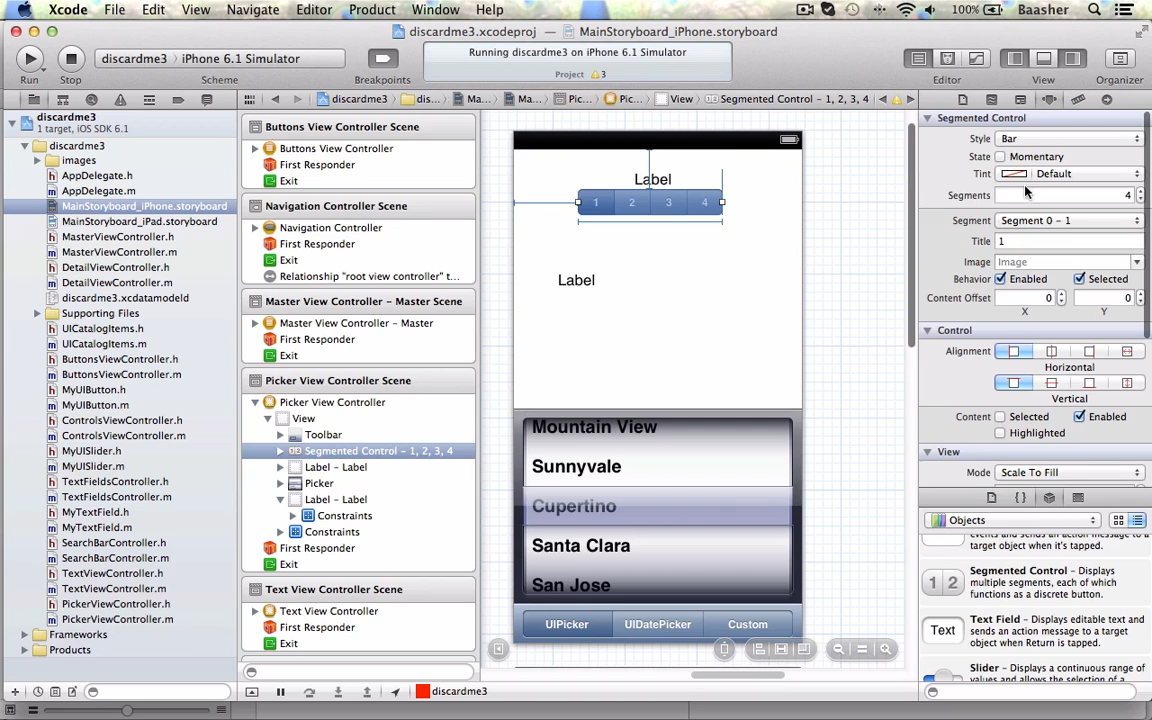 Xcode File Edit View Navigate Editor Product Window Help 100% Baasher
discardme3.xcodeproj — MainStoryboard_iPhone.storyboard
Run Stop discardme3 iPhone 6.1 Simulator Scheme Breakpoints
Running discardme3 on iPhone 6.1 Simulator
Project 3
Editor View Organizer
discardme3
1 target, iOS SDK 6.1
discardme3
images
AppDelegate.h
AppDelegate.m
MainStoryboard_iPhone.storyboard
MainStoryboard_iPad.storyboard
MasterViewController.h
MasterViewController.m
DetailViewController.h
DetailViewController.m
discardme3.xcdatamodeld
Supporting Files
UICatalogItems.h
UICatalogItems.m
ButtonsViewController.h
ButtonsViewController.m
MyUIButton.h
MyUIButton.m
ControlsViewController.h
ControlsViewController.m
MyUISlider.h
MyUISlider.m
TextFieldsController.h
TextFieldsController.m
MyTextField.h
MyTextField.m
SearchBarController.h
SearchBarController.m
TextViewController.h
TextViewController.m
PickerViewController.h
PickerViewController.m
Frameworks
Products
discardme3 dis... Ma... Ma... Pic... Pic... View Segmented Control – 1, 2, 3, 4
Buttons View Controller Scene
Buttons View Controller
First Responder
Exit
Navigation Controller Scene
Navigation Controller
First Responder
Exit
Relationship "root view controller" t...
Master View Controller – Master Scene
Master View Controller – Master
First Responder
Exit
Picker View Controller Scene
Picker View Controller
View
Toolbar
Segmented Control – 1, 2, 3, 4
Label – Label
Picker
Label – Label
Constraints
Constraints
First Responder
Exit
Text View Controller Scene
Text View Controller
First Responder
Exit
Label
1 2 3 4
Label
Mountain View
Sunnyvale
Cupertino
Santa Clara
San Jose
UIPicker UIDatePicker Custom
discardme3
Segmented Control
Style Bar
State Momentary
Tint Default
Segments 4
Segment Segment 0 – 1
Title 1
Image Image
Behavior Enabled Selected
Content Offset 0 0
X Y
Control
Alignment
Horizontal
Vertical
Content Selected Enabled
Highlighted
View
Mode Scale To Fill
Objects
events and sends an action message to a
target object when it's tapped.
1 2 Segmented Control – Displays
multiple segments, each of which
functions as a discrete button.
Text Text Field – Displays editable text and
sends an action message to a target
object when Return is tapped.
Slider – Displays a continuous range of
values and allows the selection of a